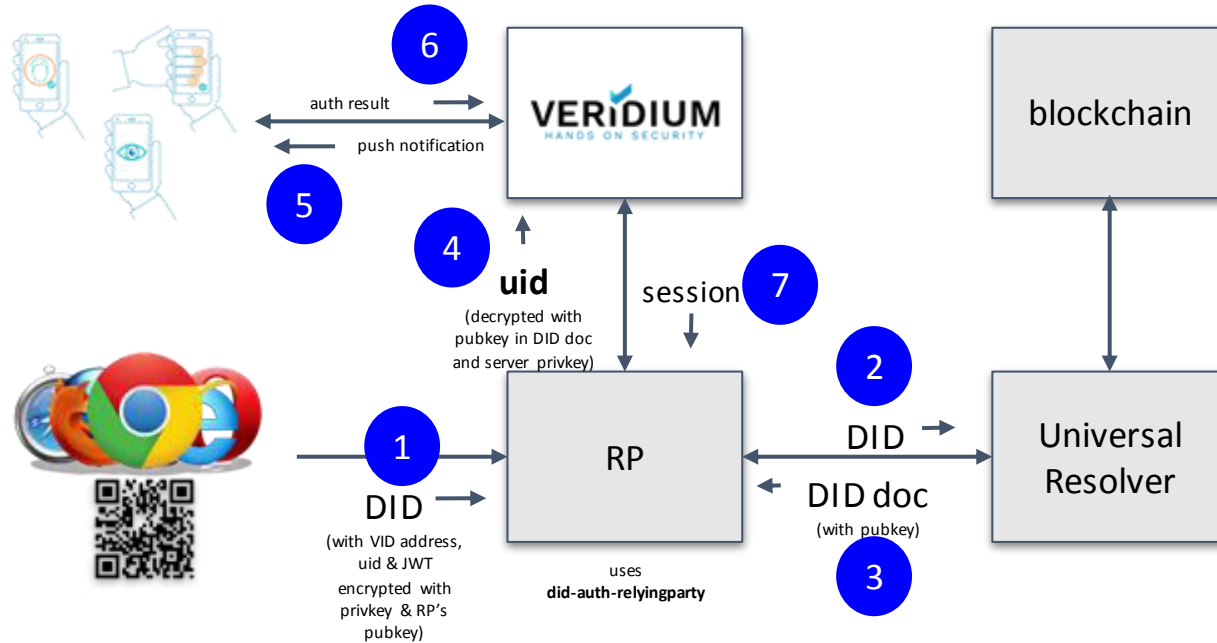 6
auth result
push notification
5
VERIDIUM
HANDS ON SECURITY
blockchain
4
uid
(decrypted with
pubkey in DID doc
and server privkey)
session
7
2
1
DID
(with VID address,
uid & JWT
encrypted with
privkey & RP's
pubkey)
RP
uses
did-auth-relyingparty
DID
DID doc
(with pubkey)
3
Universal
Resolver